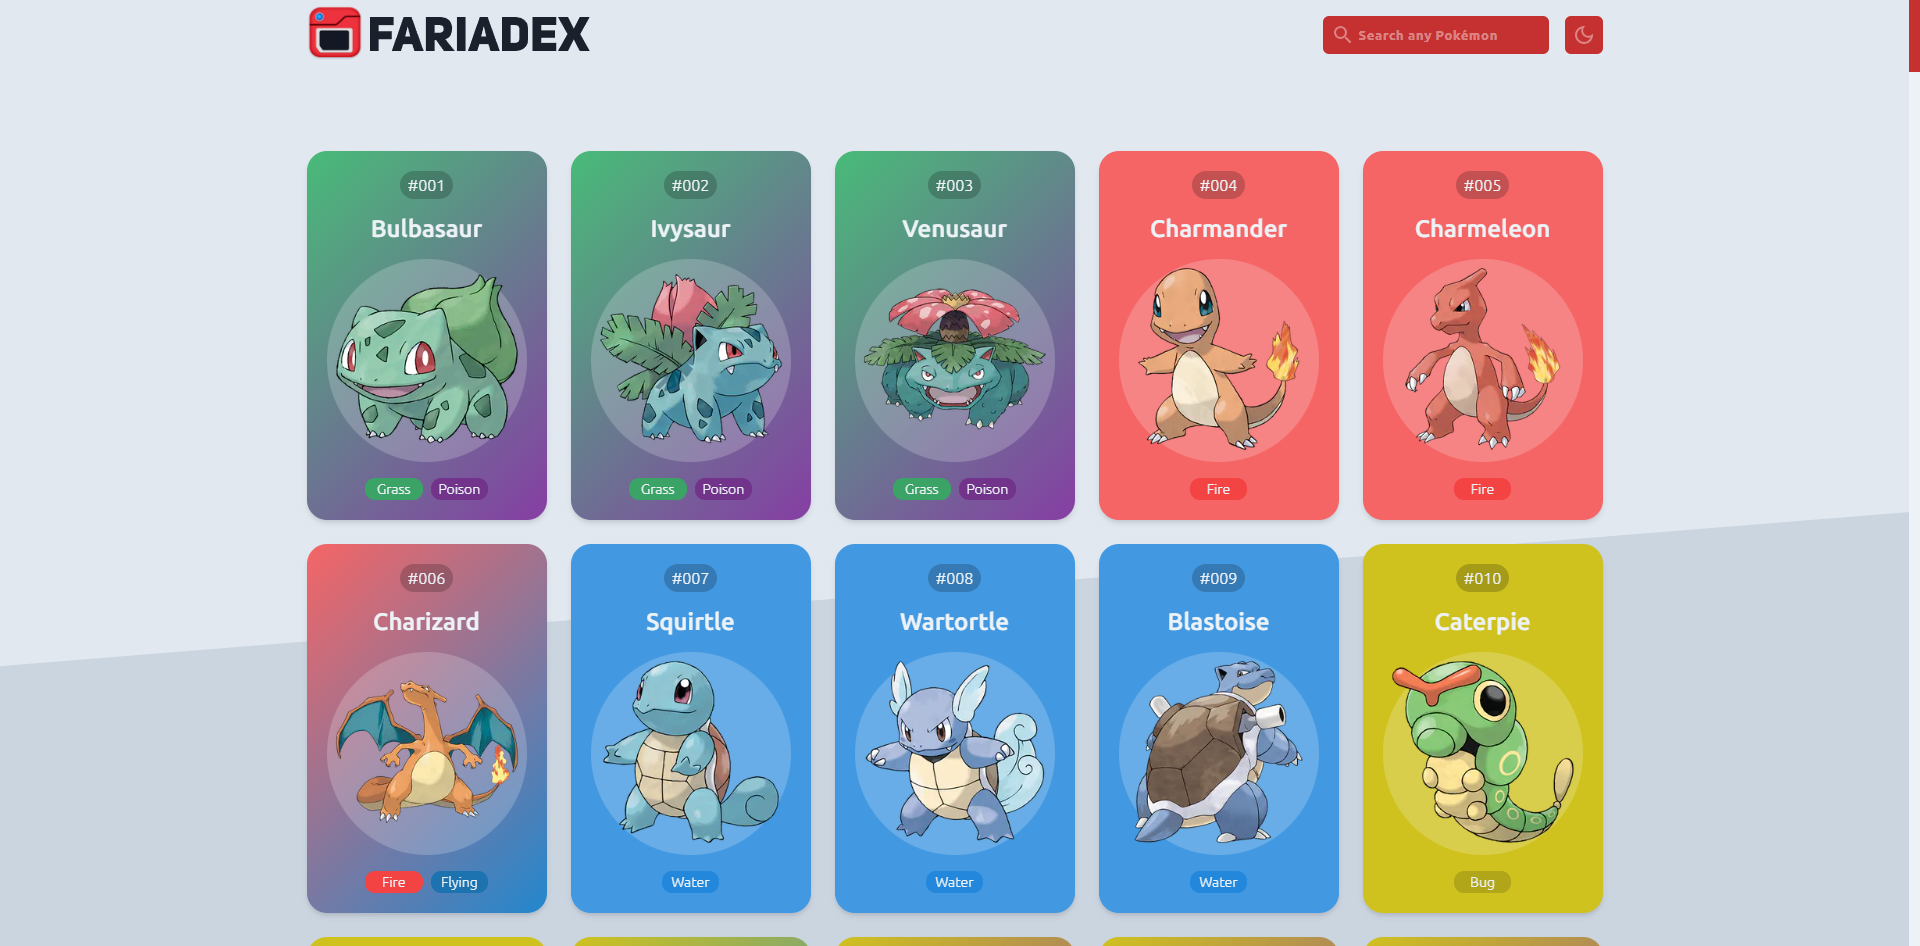 FARIADEX
Search any Pokémon
#001
Bulbasaur
Grass Poison
#002
Ivysaur
Grass Poison
#003
Venusaur
Grass Poison
#004
Charmander
Fire
#005
Charmeleon
Fire
#006
Charizard
Fire Flying
#007
Squirtle
Water
#008
Wartortle
Water
#009
Blastoise
Water
#010
Caterpie
Bug